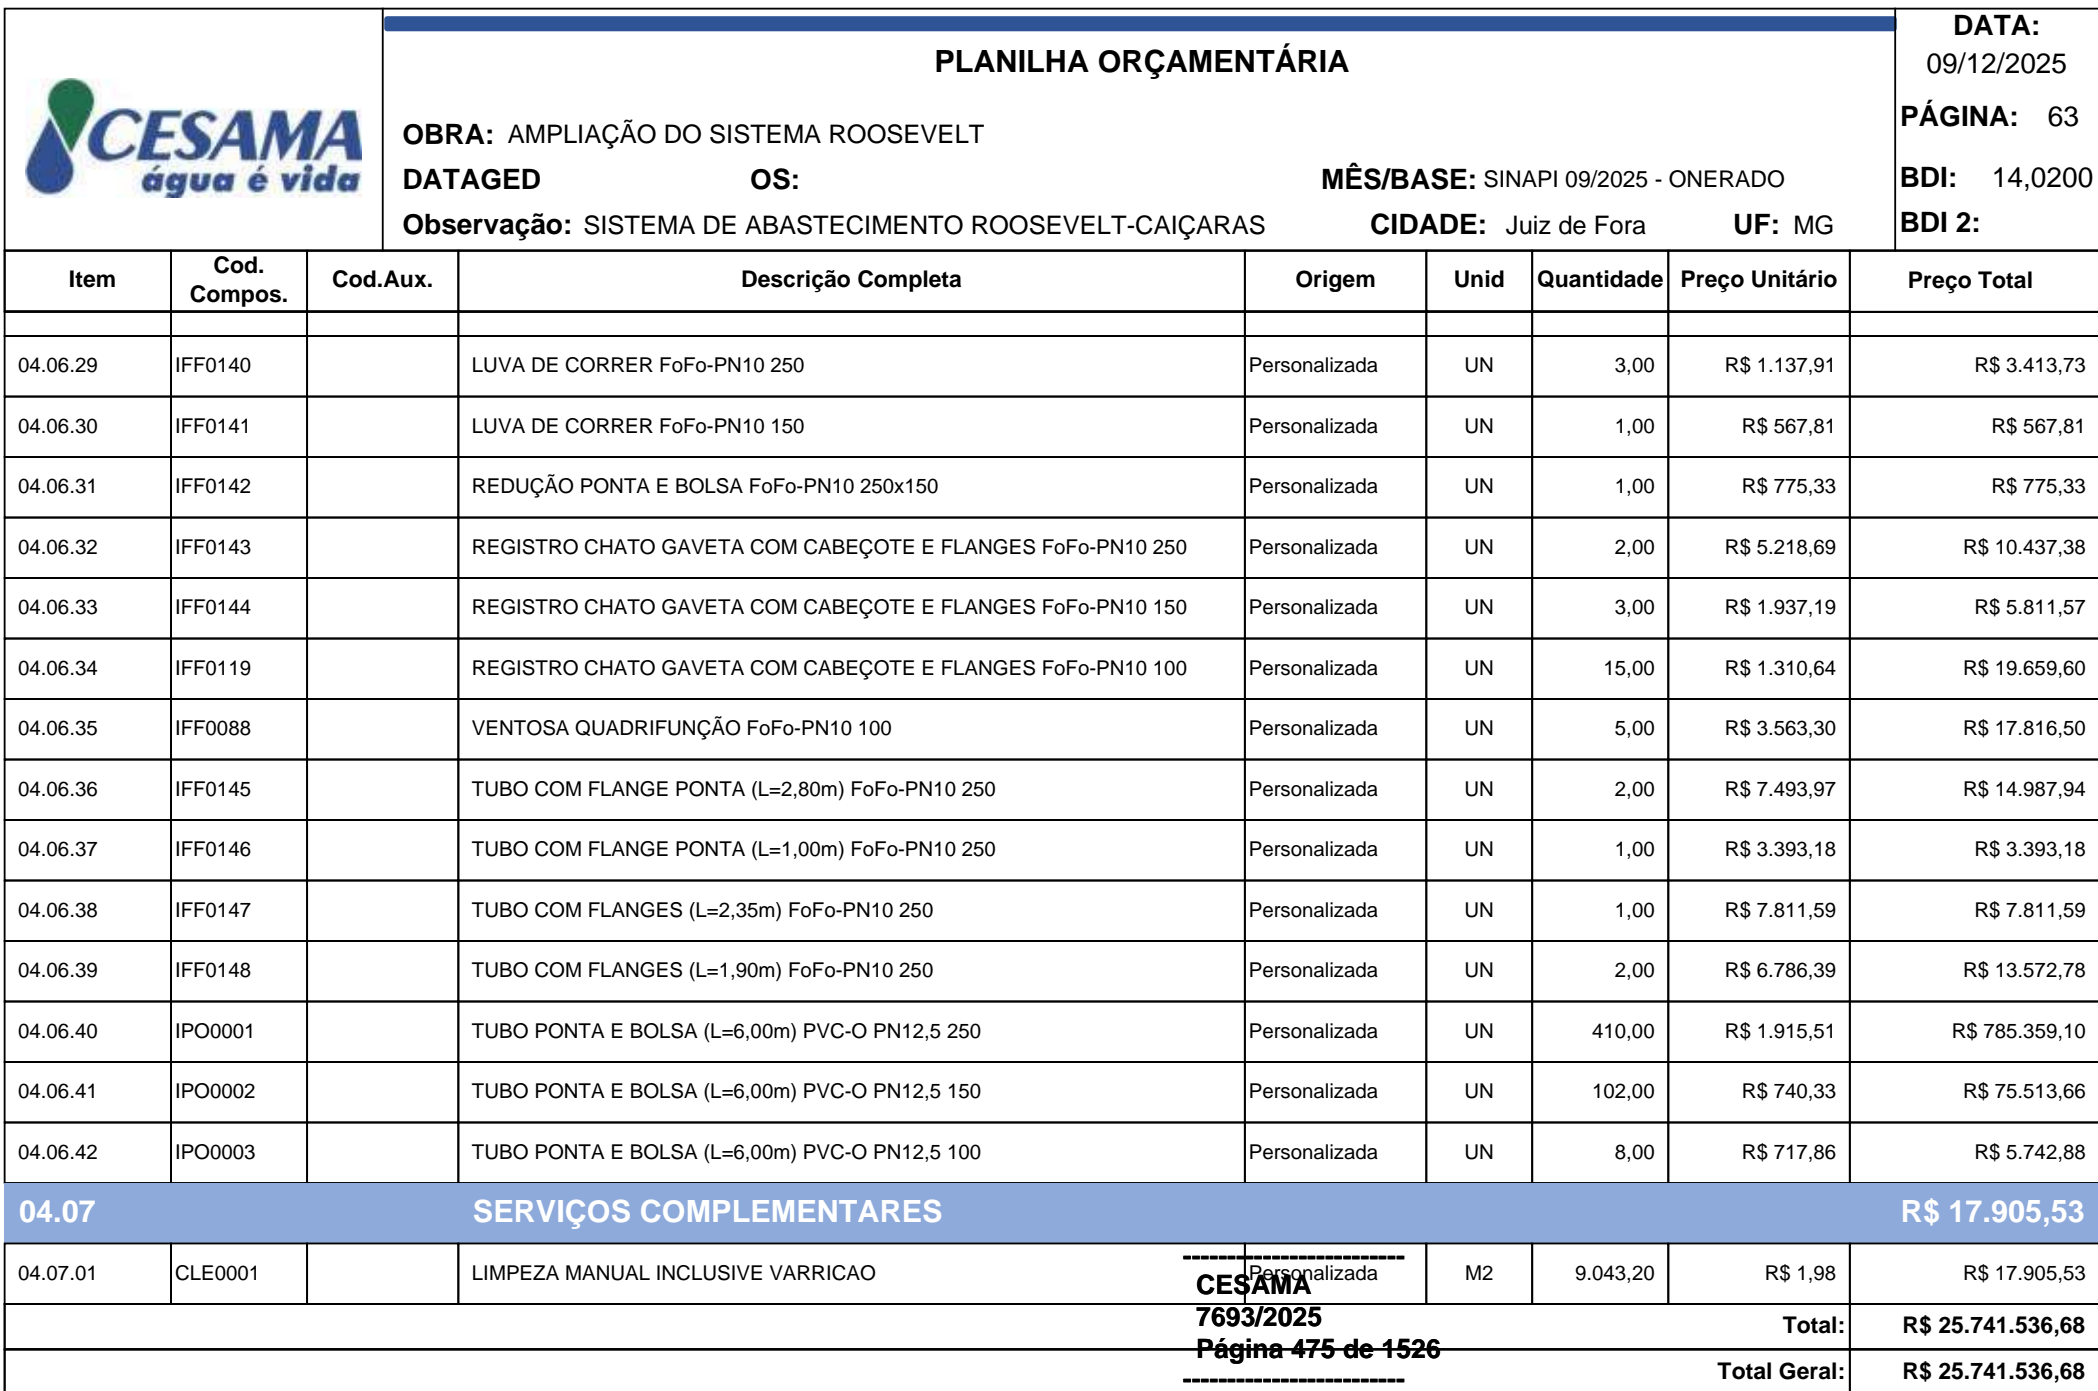 CESAMA
água é vida
PLANILHA ORÇAMENTÁRIA
OBRA: AMPLIAÇÃO DO SISTEMA ROOSEVELT
DATAGED OS: MÊS/BASE: SINAPI 09/2025 - ONERADO
Observação: SISTEMA DE ABASTECIMENTO ROOSEVELT-CAIÇARAS CIDADE: Juiz de Fora UF: MG
DATA:
09/12/2025
PÁGINA: 63
BDI: 14,0200
BDI 2:
Item Cod. Compos. Cod.Aux. Descrição Completa Origem Unid Quantidade Preço Unitário Preço Total
04.06.29 IFF0140 LUVA DE CORRER FoFo-PN10 250 Personalizada UN 3,00 R$ 1.137,91 R$ 3.413,73
04.06.30 IFF0141 LUVA DE CORRER FoFo-PN10 150 Personalizada UN 1,00 R$ 567,81 R$ 567,81
04.06.31 IFF0142 REDUÇÃO PONTA E BOLSA FoFo-PN10 250x150 Personalizada UN 1,00 R$ 775,33 R$ 775,33
04.06.32 IFF0143 REGISTRO CHATO GAVETA COM CABEÇOTE E FLANGES FoFo-PN10 250 Personalizada UN 2,00 R$ 5.218,69 R$ 10.437,38
04.06.33 IFF0144 REGISTRO CHATO GAVETA COM CABEÇOTE E FLANGES FoFo-PN10 150 Personalizada UN 3,00 R$ 1.937,19 R$ 5.811,57
04.06.34 IFF0119 REGISTRO CHATO GAVETA COM CABEÇOTE E FLANGES FoFo-PN10 100 Personalizada UN 15,00 R$ 1.310,64 R$ 19.659,60
04.06.35 IFF0088 VENTOSA QUADRIFUNÇÃO FoFo-PN10 100 Personalizada UN 5,00 R$ 3.563,30 R$ 17.816,50
04.06.36 IFF0145 TUBO COM FLANGE PONTA (L=2,80m) FoFo-PN10 250 Personalizada UN 2,00 R$ 7.493,97 R$ 14.987,94
04.06.37 IFF0146 TUBO COM FLANGE PONTA (L=1,00m) FoFo-PN10 250 Personalizada UN 1,00 R$ 3.393,18 R$ 3.393,18
04.06.38 IFF0147 TUBO COM FLANGES (L=2,35m) FoFo-PN10 250 Personalizada UN 1,00 R$ 7.811,59 R$ 7.811,59
04.06.39 IFF0148 TUBO COM FLANGES (L=1,90m) FoFo-PN10 250 Personalizada UN 2,00 R$ 6.786,39 R$ 13.572,78
04.06.40 IPO0001 TUBO PONTA E BOLSA (L=6,00m) PVC-O PN12,5 250 Personalizada UN 410,00 R$ 1.915,51 R$ 785.359,10
04.06.41 IPO0002 TUBO PONTA E BOLSA (L=6,00m) PVC-O PN12,5 150 Personalizada UN 102,00 R$ 740,33 R$ 75.513,66
04.06.42 IPO0003 TUBO PONTA E BOLSA (L=6,00m) PVC-O PN12,5 100 Personalizada UN 8,00 R$ 717,86 R$ 5.742,88
04.07 SERVIÇOS COMPLEMENTARES R$ 17.905,53
04.07.01 CLE0001 LIMPEZA MANUAL INCLUSIVE VARRICAO Personalizada M2 9.043,20 R$ 1,98 R$ 17.905,53
-------------------------
CESAMA
7693/2025
Página 475 de 1526
-------------------------
Total: R$ 25.741.536,68
Total Geral: R$ 25.741.536,68